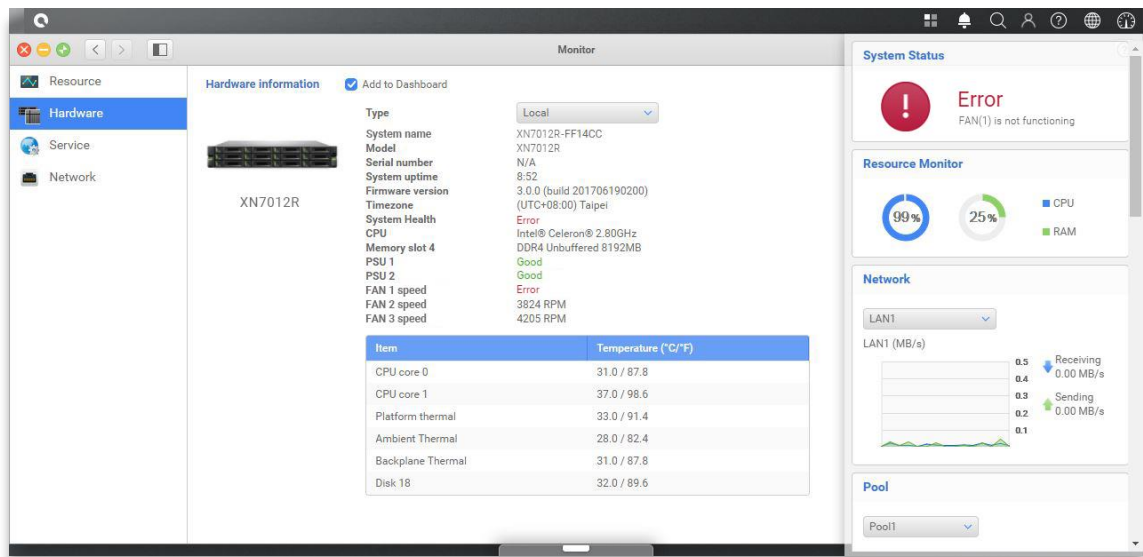 Monitor
Resource
Hardware
Service
Network
Hardware information
Add to Dashboard
XN7012R
Type Local
System name XN7012R-FF14CC
Model XN7012R
Serial number N/A
System uptime 8:52
Firmware version 3.0.0 (build 201706190200)
Timezone (UTC+08:00) Taipei
System Health Error
CPU Intel® Celeron® 2.80GHz
Memory slot 4 DDR4 Unbuffered 8192MB
PSU 1 Good
PSU 2 Good
FAN 1 speed Error
FAN 2 speed 3824 RPM
FAN 3 speed 4205 RPM
Item Temperature (°C/°F)
CPU core 0 31.0 / 87.8
CPU core 1 37.0 / 98.6
Platform thermal 33.0 / 91.4
Ambient Thermal 28.0 / 82.4
Backplane Thermal 31.0 / 87.8
Disk 18 32.0 / 89.6
System Status
Error
FAN(1) is not functioning
Resource Monitor
99%
25%
CPU
RAM
Network
LAN1
LAN1 (MB/s)
0.5
0.4
0.3
0.2
0.1
Receiving
0.00 MB/s
Sending
0.00 MB/s
Pool
Pool1